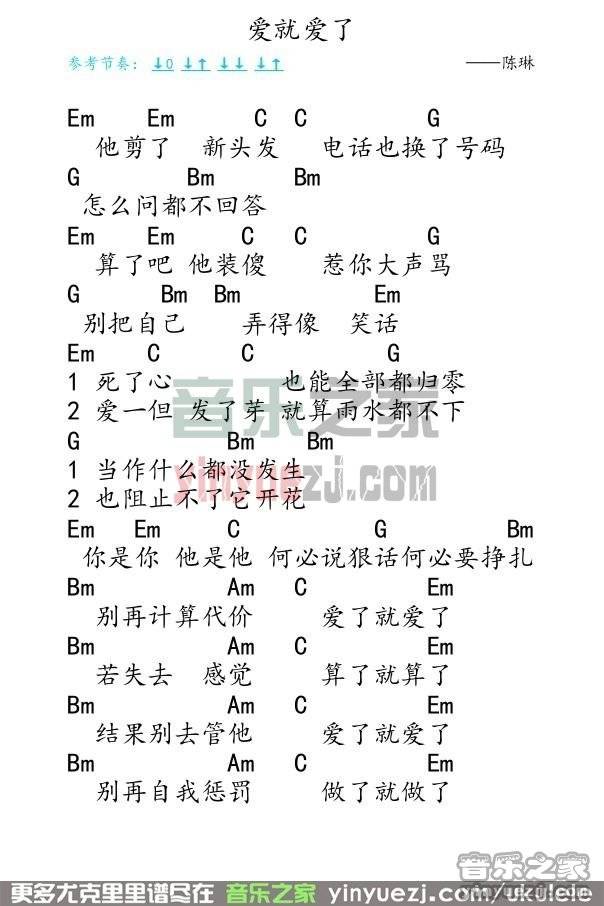 爱就爱了
参考节奏： ↓0 ↓↑ ↓↓ ↓↑ ——陈琳
Em Em C C G
他剪了 新头发 电话也换了号码
G Bm Bm
怎么问都不回答
Em Em C C G
算了吧 他装傻 惹你大声骂
G Bm Bm Em
别把自己 弄得像 笑话
Em C C G
1 死了心 也能全部都归零
2 爱一但 发了芽 就算雨水都不下
G Bm Bm
1 当作什么都没发生
2 也阻止不了它开花
Em Em C G Bm
你是你 他是他 何必说狠话何必要挣扎
Bm Am C Em
别再计算代价 爱了就爱了
Bm Am C Em
若失去 感觉 算了就算了
Bm Am C Em
结果别去管他 爱了就爱了
Bm Am C Em
别再自我惩罚 做了就做了
音乐之家
yinyuezj.com
音乐之家
yinyuezj.com
更多尤克里里谱尽在 音乐之家 yinyuezj.com/ukulele